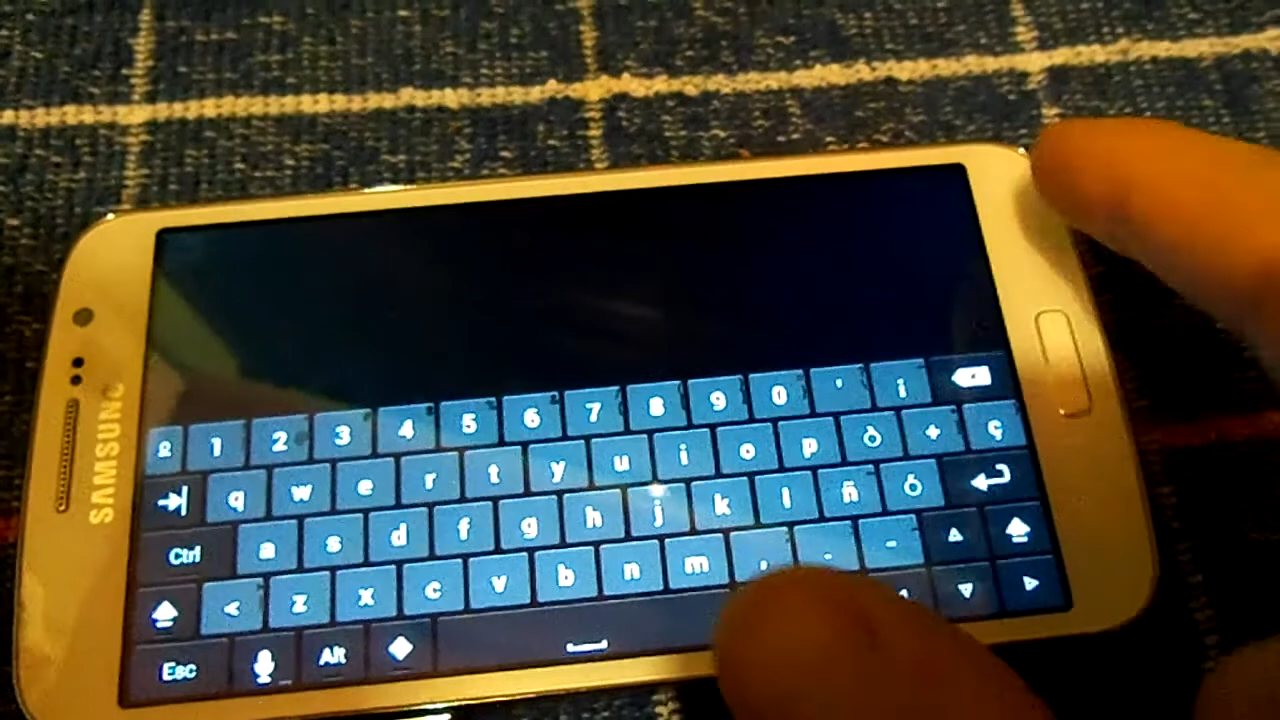 SAMSUNG
º 1 2 3 4 5 6 7 8 9 0 ' ¡
q w e r t y u i o p ò + ç
Ctrl a s d f g h j k l ñ ó
< z x c v b n m , . -
Esc Alt